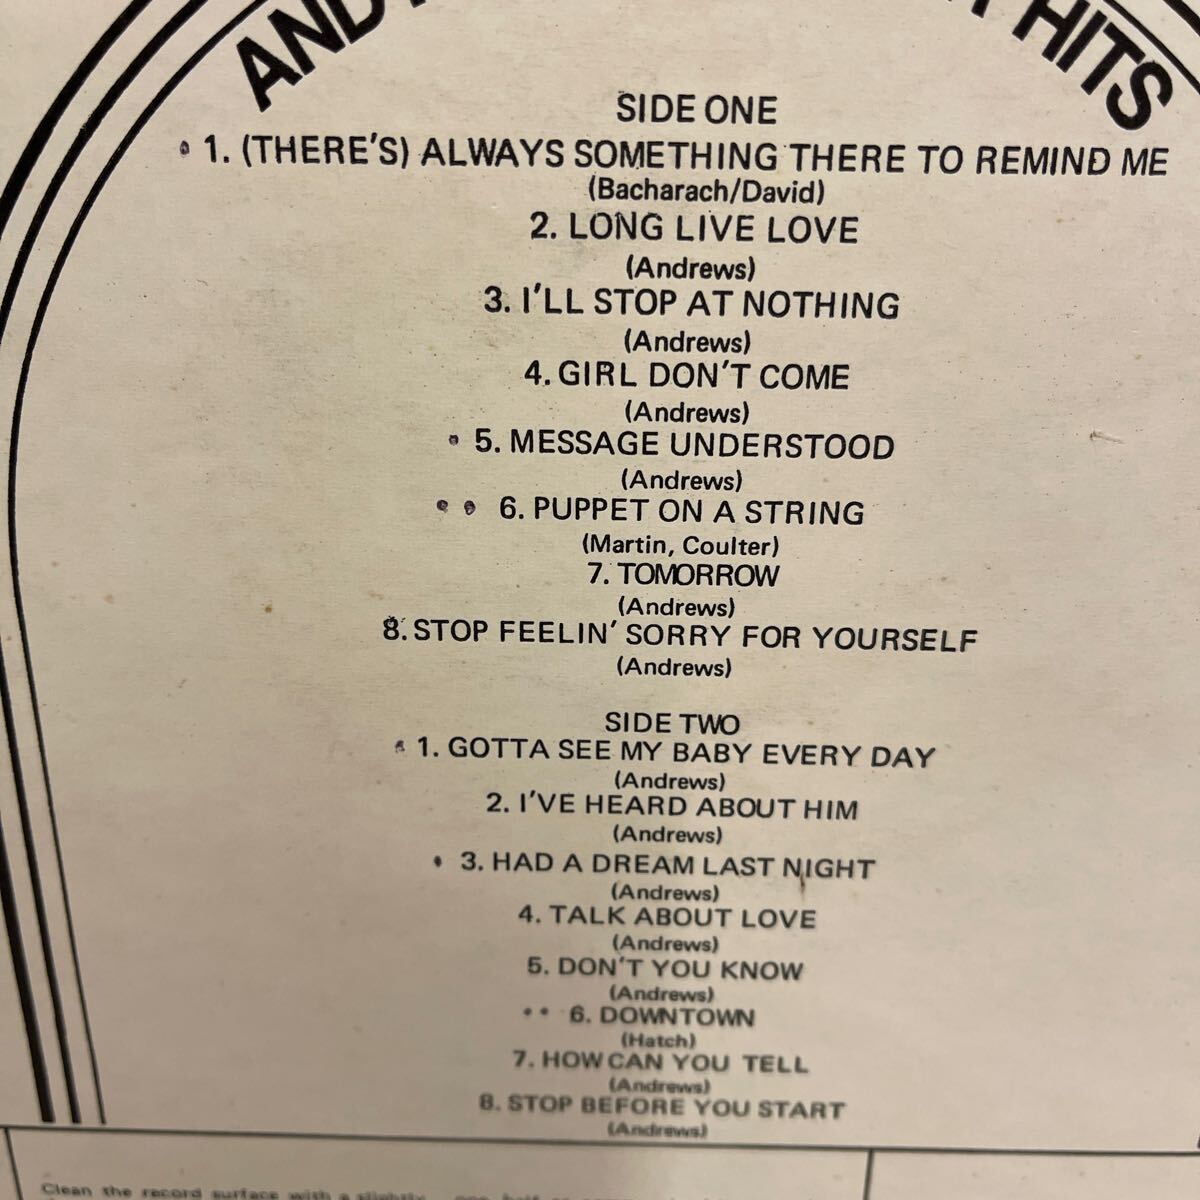 AND HITS
SIDE ONE
1. (THERE'S) ALWAYS SOMETHING THERE TO REMIND ME
(Bacharach/David)
2. LONG LIVE LOVE
(Andrews)
3. I'LL STOP AT NOTHING
(Andrews)
4. GIRL DON'T COME
(Andrews)
5. MESSAGE UNDERSTOOD
(Andrews)
6. PUPPET ON A STRING
(Martin, Coulter)
7. TOMORROW
(Andrews)
8. STOP FEELIN' SORRY FOR YOURSELF
(Andrews)
SIDE TWO
1. GOTTA SEE MY BABY EVERY DAY
(Andrews)
2. I'VE HEARD ABOUT HIM
(Andrews)
3. HAD A DREAM LAST NIGHT
(Andrews)
4. TALK ABOUT LOVE
(Andrews)
5. DON'T YOU KNOW
(Andrews)
6. DOWNTOWN
(Hatch)
7. HOW CAN YOU TELL
(Andrews)
8. STOP BEFORE YOU START
(Andrews)
Clean the record surface with a slightly